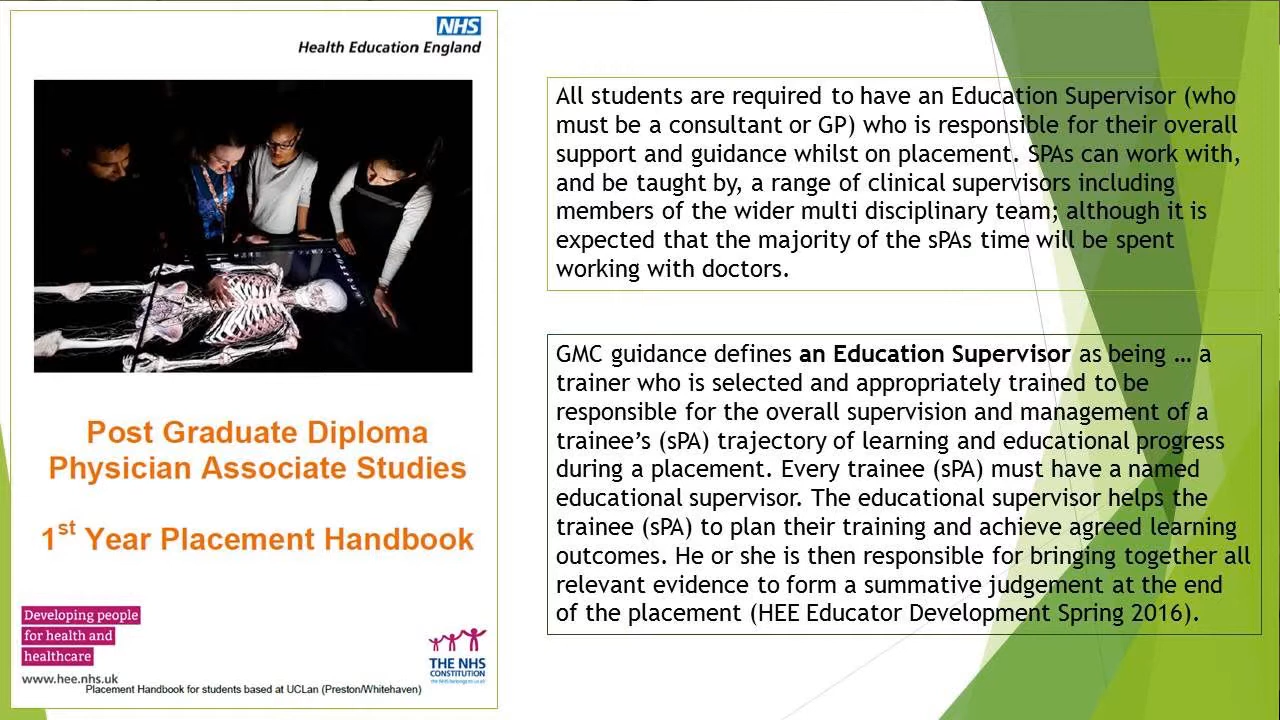 NHS
Health Education England
Post Graduate Diploma
Physician Associate Studies
1st Year Placement Handbook
Developing people
for health and
healthcare
www.hee.nhs.uk
THE NHS
CONSTITUTION
the NHS belongs to us all
Placement Handbook for students based at UCLan (Preston/Whitehaven)
All students are required to have an Education Supervisor (who
must be a consultant or GP) who is responsible for their overall
support and guidance whilst on placement. SPAs can work with,
and be taught by, a range of clinical supervisors including
members of the wider multi disciplinary team; although it is
expected that the majority of the sPAs time will be spent
working with doctors.
GMC guidance defines an Education Supervisor as being … a
trainer who is selected and appropriately trained to be
responsible for the overall supervision and management of a
trainee’s (sPA) trajectory of learning and educational progress
during a placement. Every trainee (sPA) must have a named
educational supervisor. The educational supervisor helps the
trainee (sPA) to plan their training and achieve agreed learning
outcomes. He or she is then responsible for bringing together all
relevant evidence to form a summative judgement at the end
of the placement (HEE Educator Development Spring 2016).